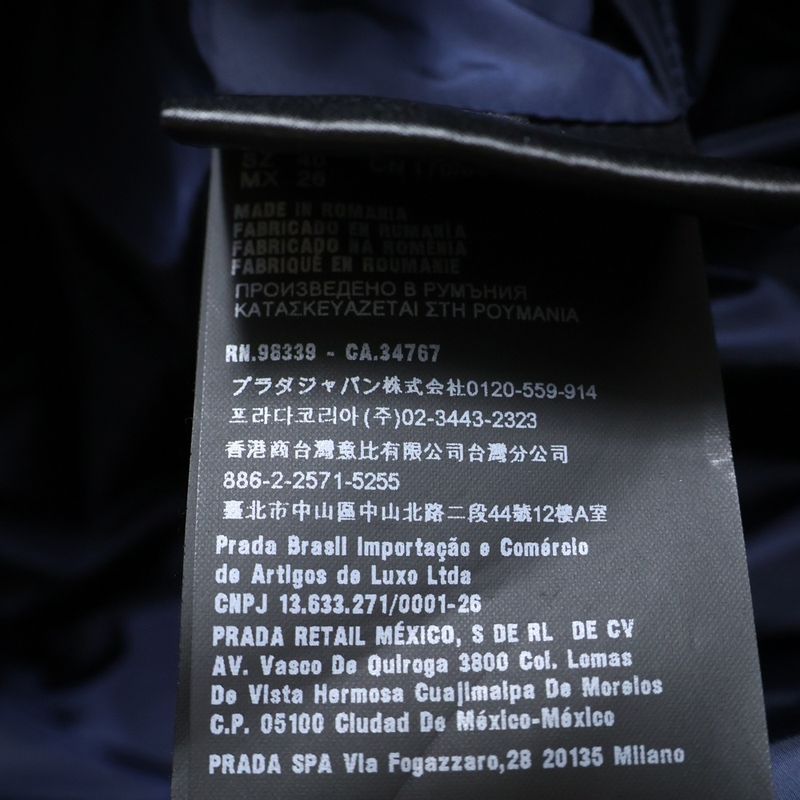 SZ 40
MX 26
MADE IN ROMANIA
FABRICADO EN RUMANÍA
FABRICADO NA ROMÉNIA
FABRIQUÉ EN ROUMANIE
ПРОИЗВЕДЕНО В РУМЪНИЯ
ΚΑΤΑΣΚΕΥΑΖΕΤΑΙ ΣΤΗ ΡΟΥΜΑΝΙΑ
RN.98339 - CA.34767
プラダジャパン株式会社0120-559-914
프라다코리아(주)02-3443-2323
香港商台灣意比有限公司台灣分公司
886-2-2571-5255
臺北市中山區中山北路二段44號12樓A室
Prada Brasil Importação e Comércio
de Artigos de Luxo Ltda
CNPJ 13.633.271/0001-26
PRADA RETAIL MÉXICO, S DE RL DE CV
AV. Vasco De Quiroga 3800 Col. Lomas
De Vista Hermosa Cuajimalpa De Morelos
C.P. 05100 Ciudad De México-México
PRADA SPA Via Fogazzaro,28 20135 Milano